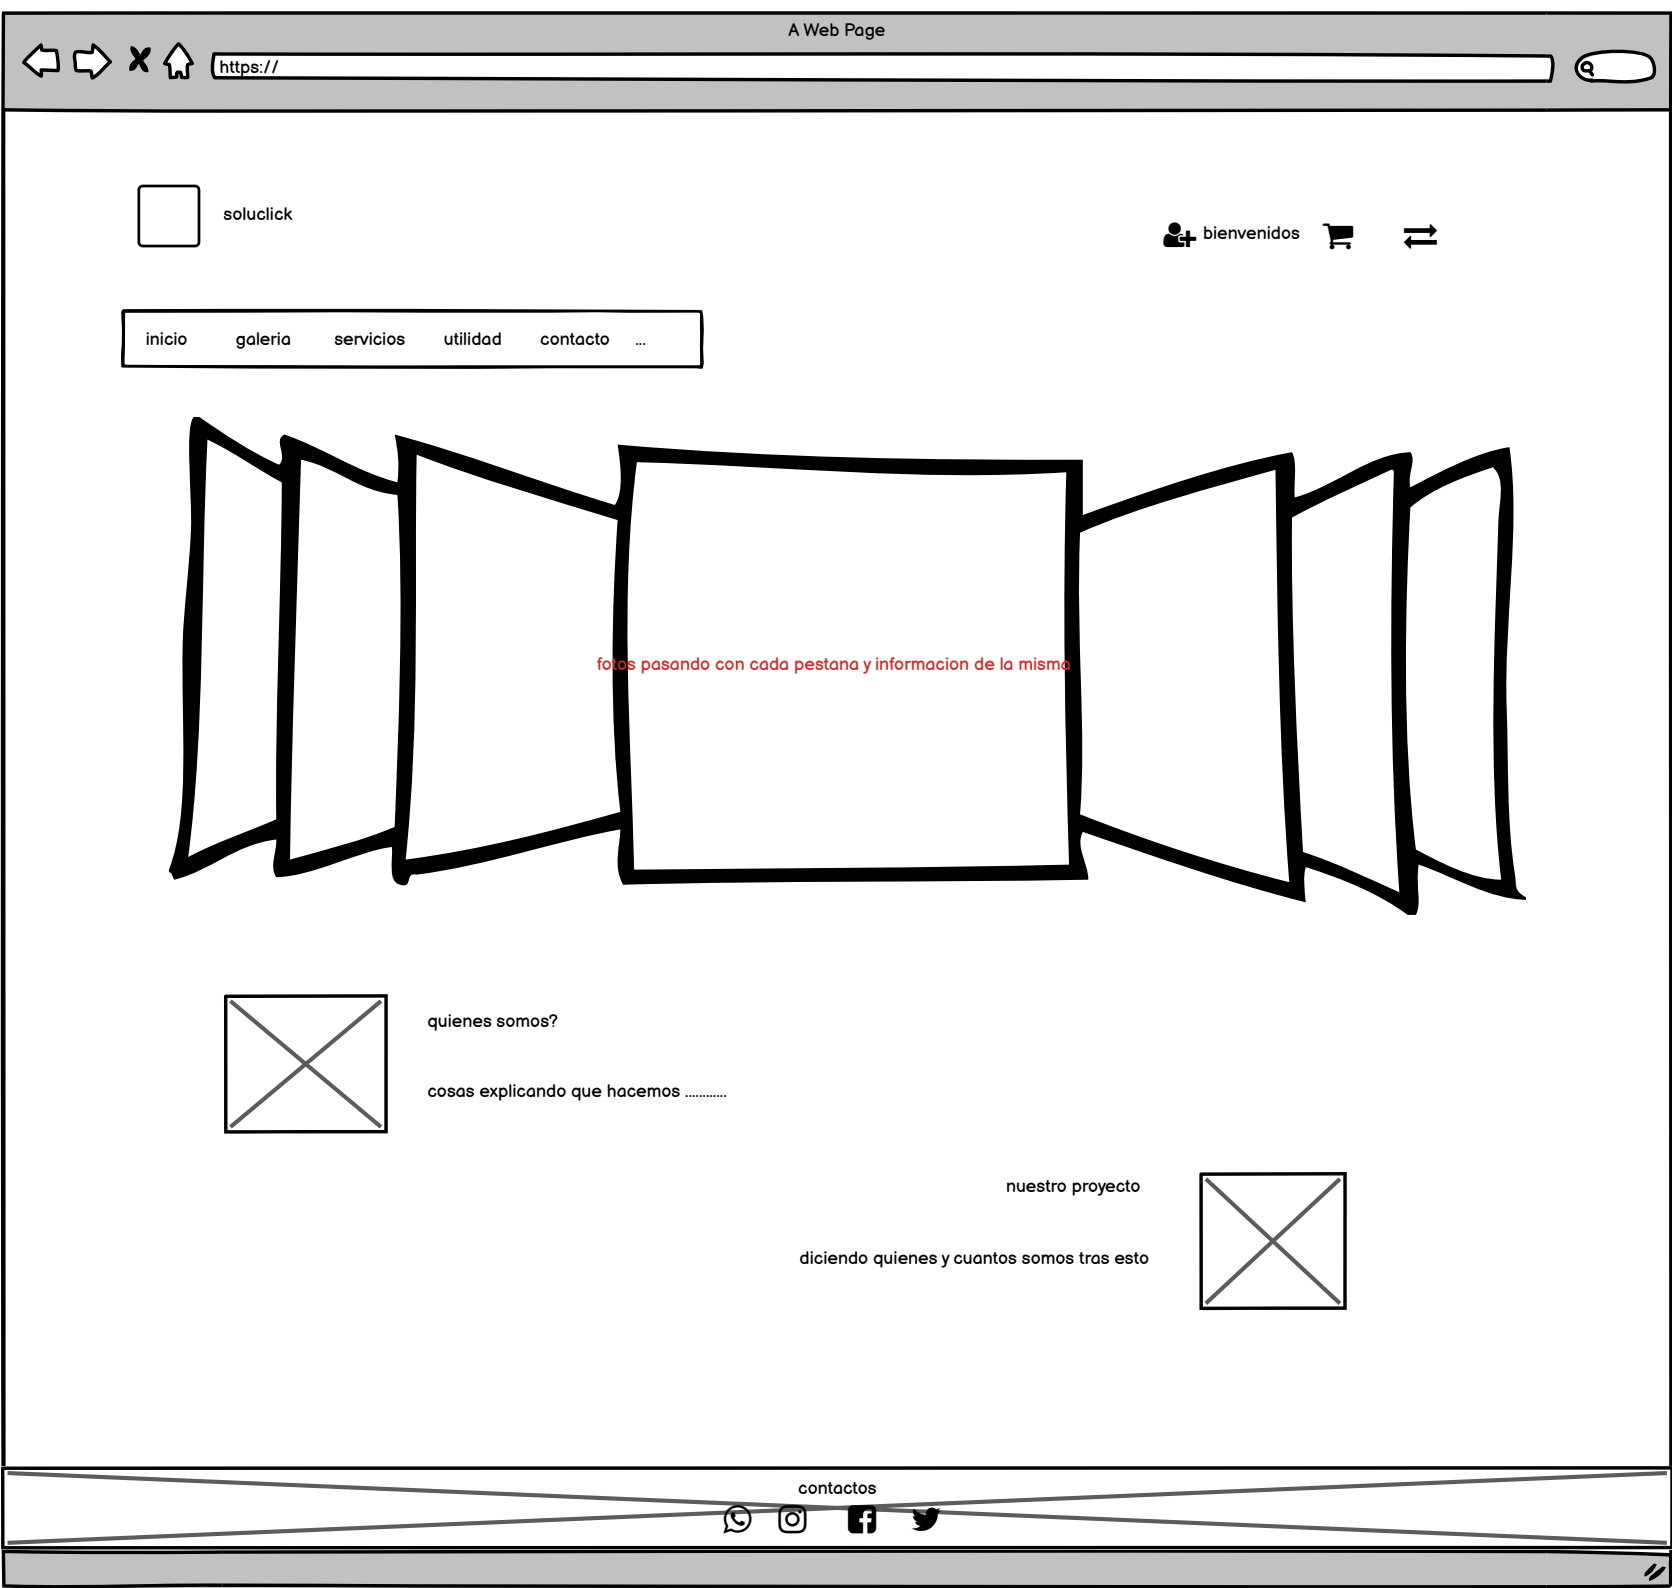 A Web Page
https://
soluclick
bienvenidos
inicio galeria servicios utilidad contacto ...
fotos pasando con cada pestana y informacion de la misma
quienes somos?
cosas explicando que hacemos ............
nuestro proyecto
diciendo quienes y cuantos somos tras esto
contactos